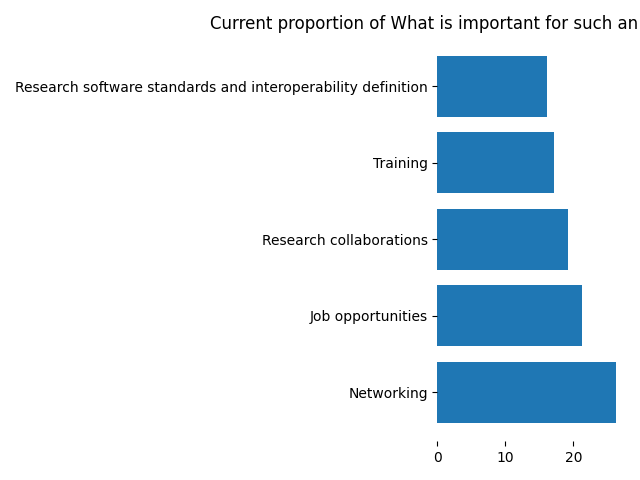 Current proportion of What is important for such an
Research software standards and interoperability definition
Training
Research collaborations
Job opportunities
Networking
0 10 20